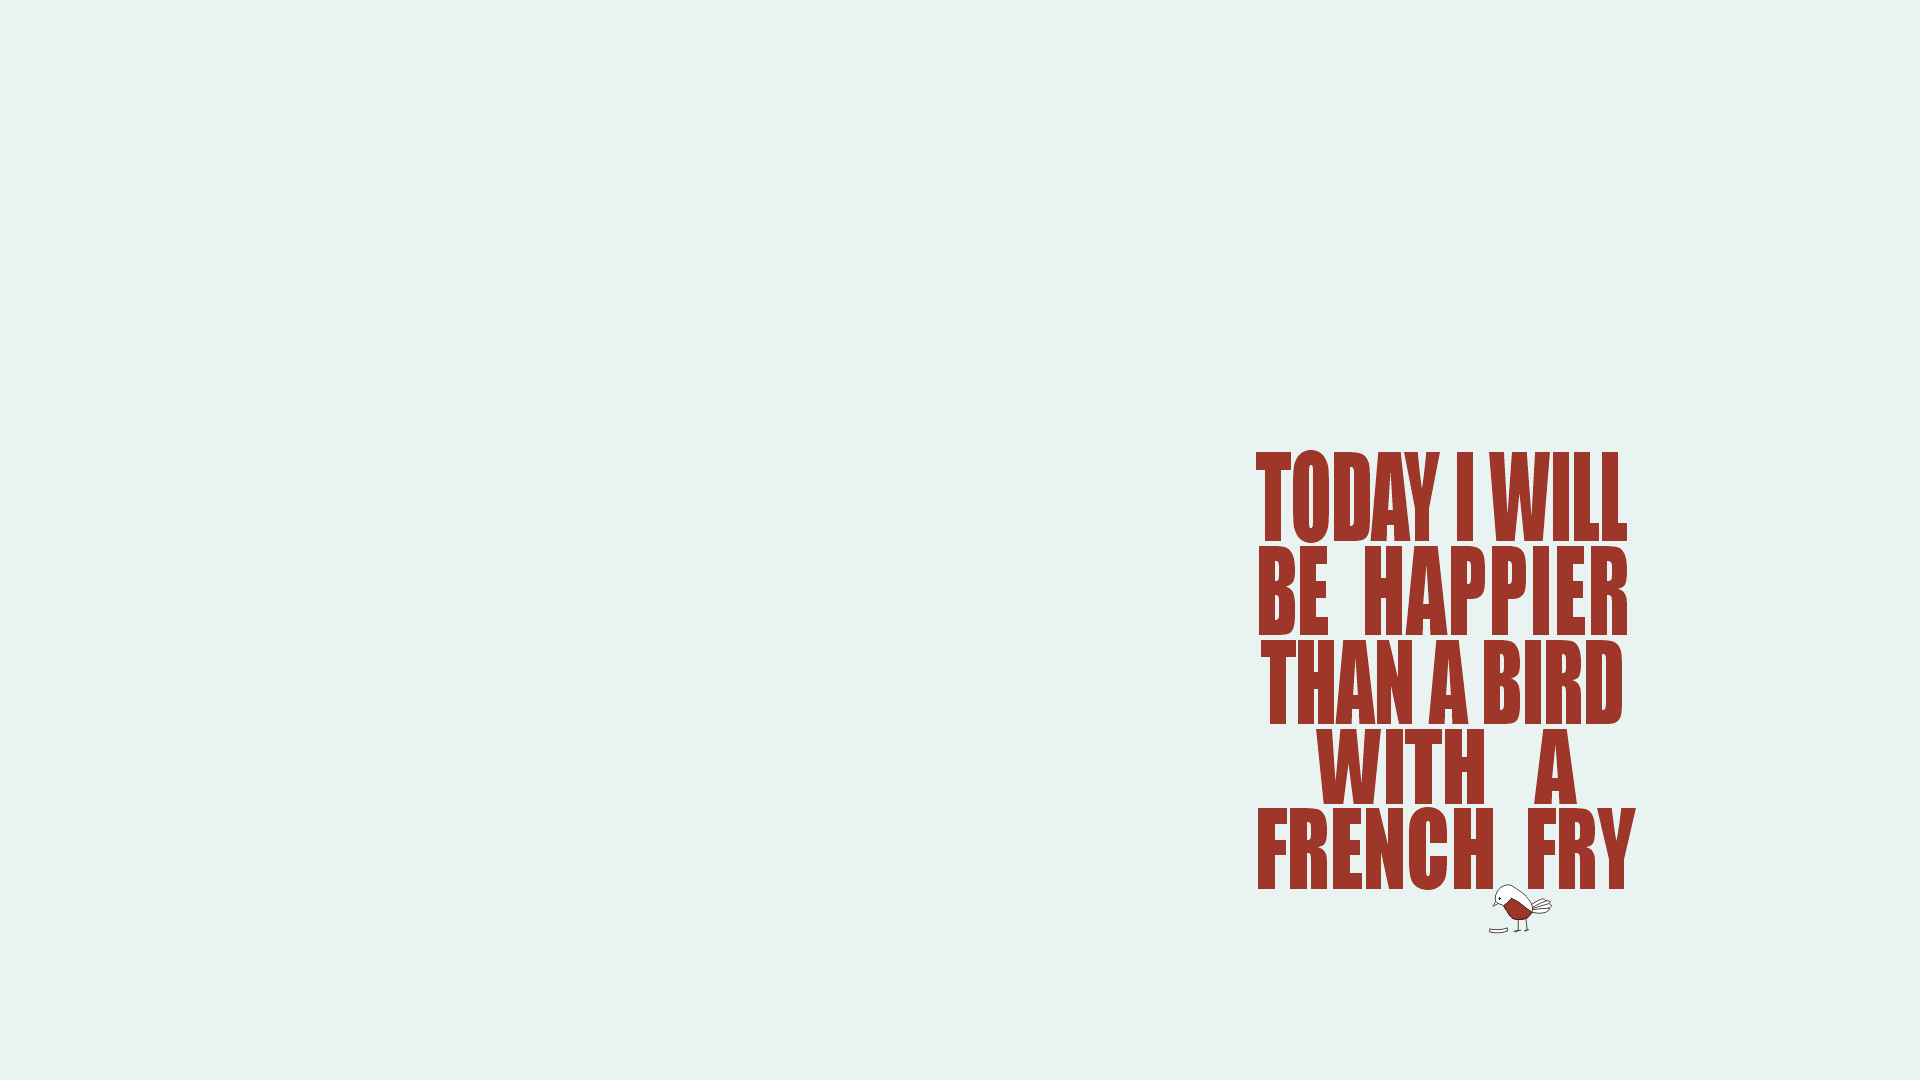 TODAY I WILL
BE HAPPIER
THAN A BIRD
WITH A
FRENCH FRY